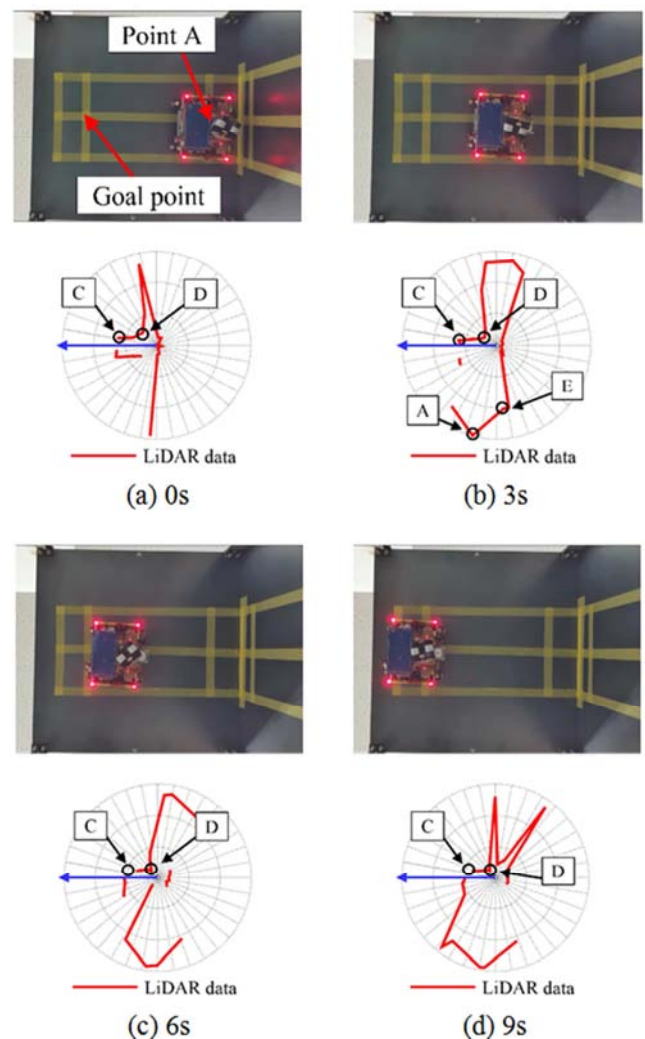 Point A
Goal point
C
D
LiDAR data
(a) 0s
C
D
E
A
LiDAR data
(b) 3s
C
D
LiDAR data
(c) 6s
C
D
LiDAR data
(d) 9s